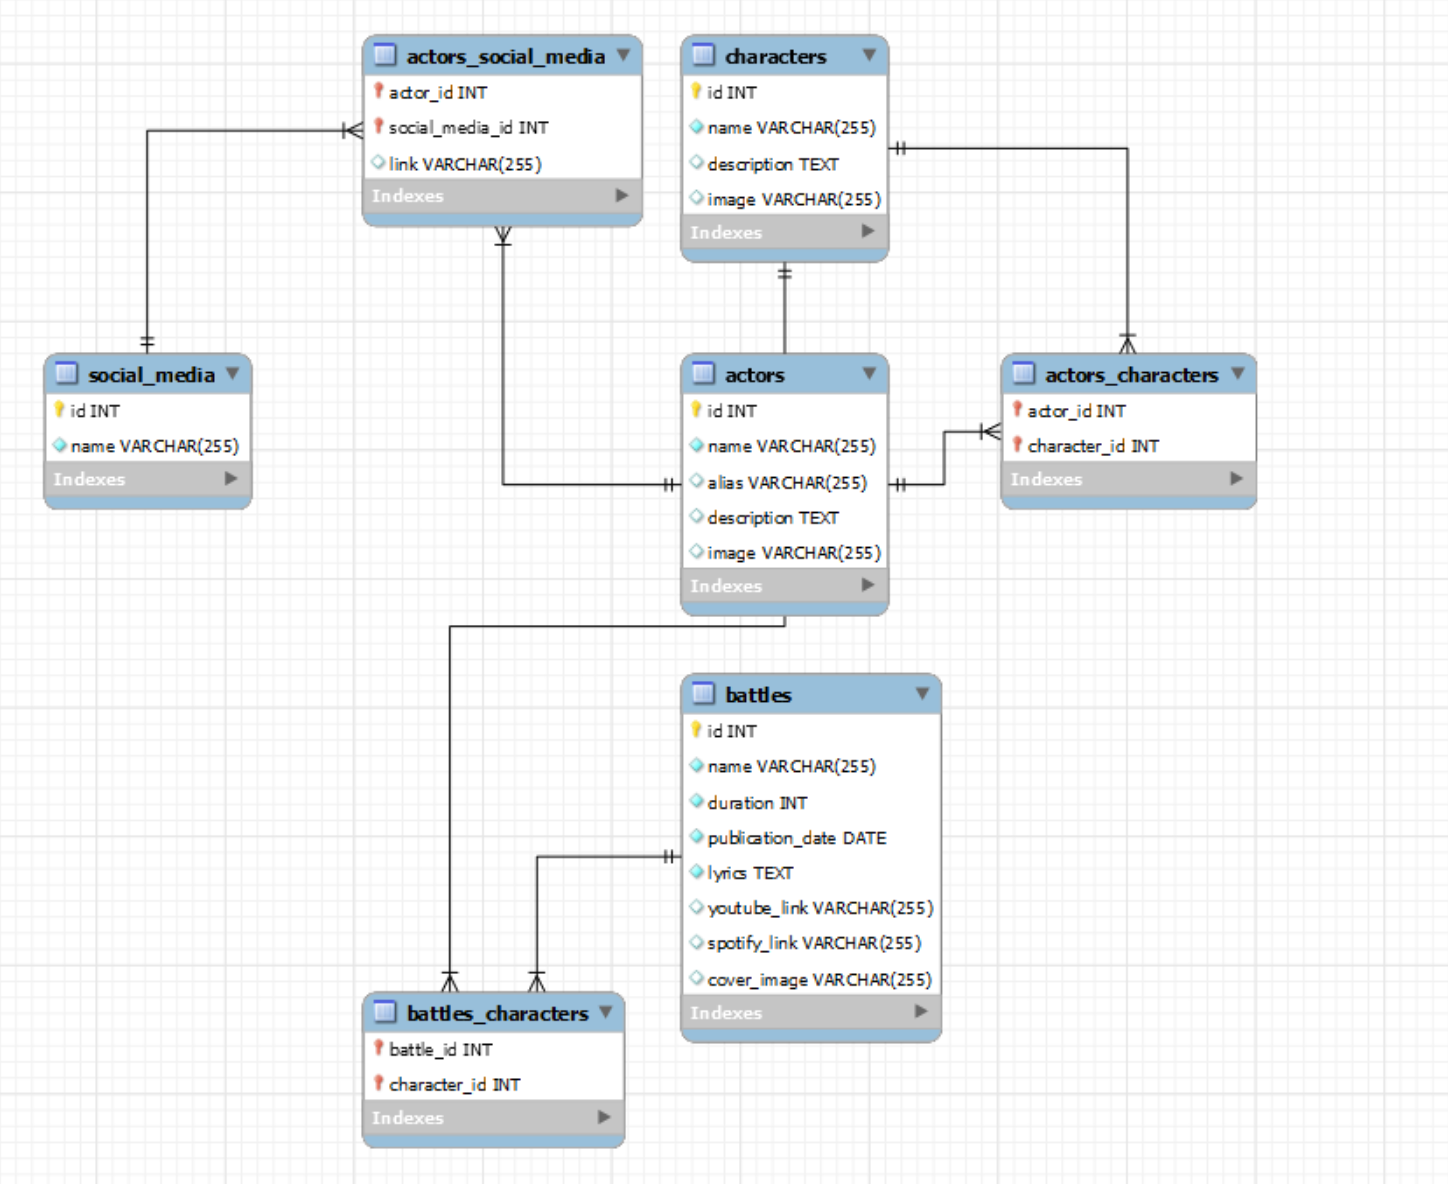 actors_social_media
actor_id INT
social_media_id INT
link VARCHAR(255)
Indexes
characters
id INT
name VARCHAR(255)
description TEXT
image VARCHAR(255)
Indexes
social_media
id INT
name VARCHAR(255)
Indexes
actors
id INT
name VARCHAR(255)
alias VARCHAR(255)
description TEXT
image VARCHAR(255)
Indexes
actors_characters
actor_id INT
character_id INT
Indexes
battles
id INT
name VARCHAR(255)
duration INT
publication_date DATE
lyrics TEXT
youtube_link VARCHAR(255)
spotify_link VARCHAR(255)
cover_image VARCHAR(255)
Indexes
battles_characters
battle_id INT
character_id INT
Indexes